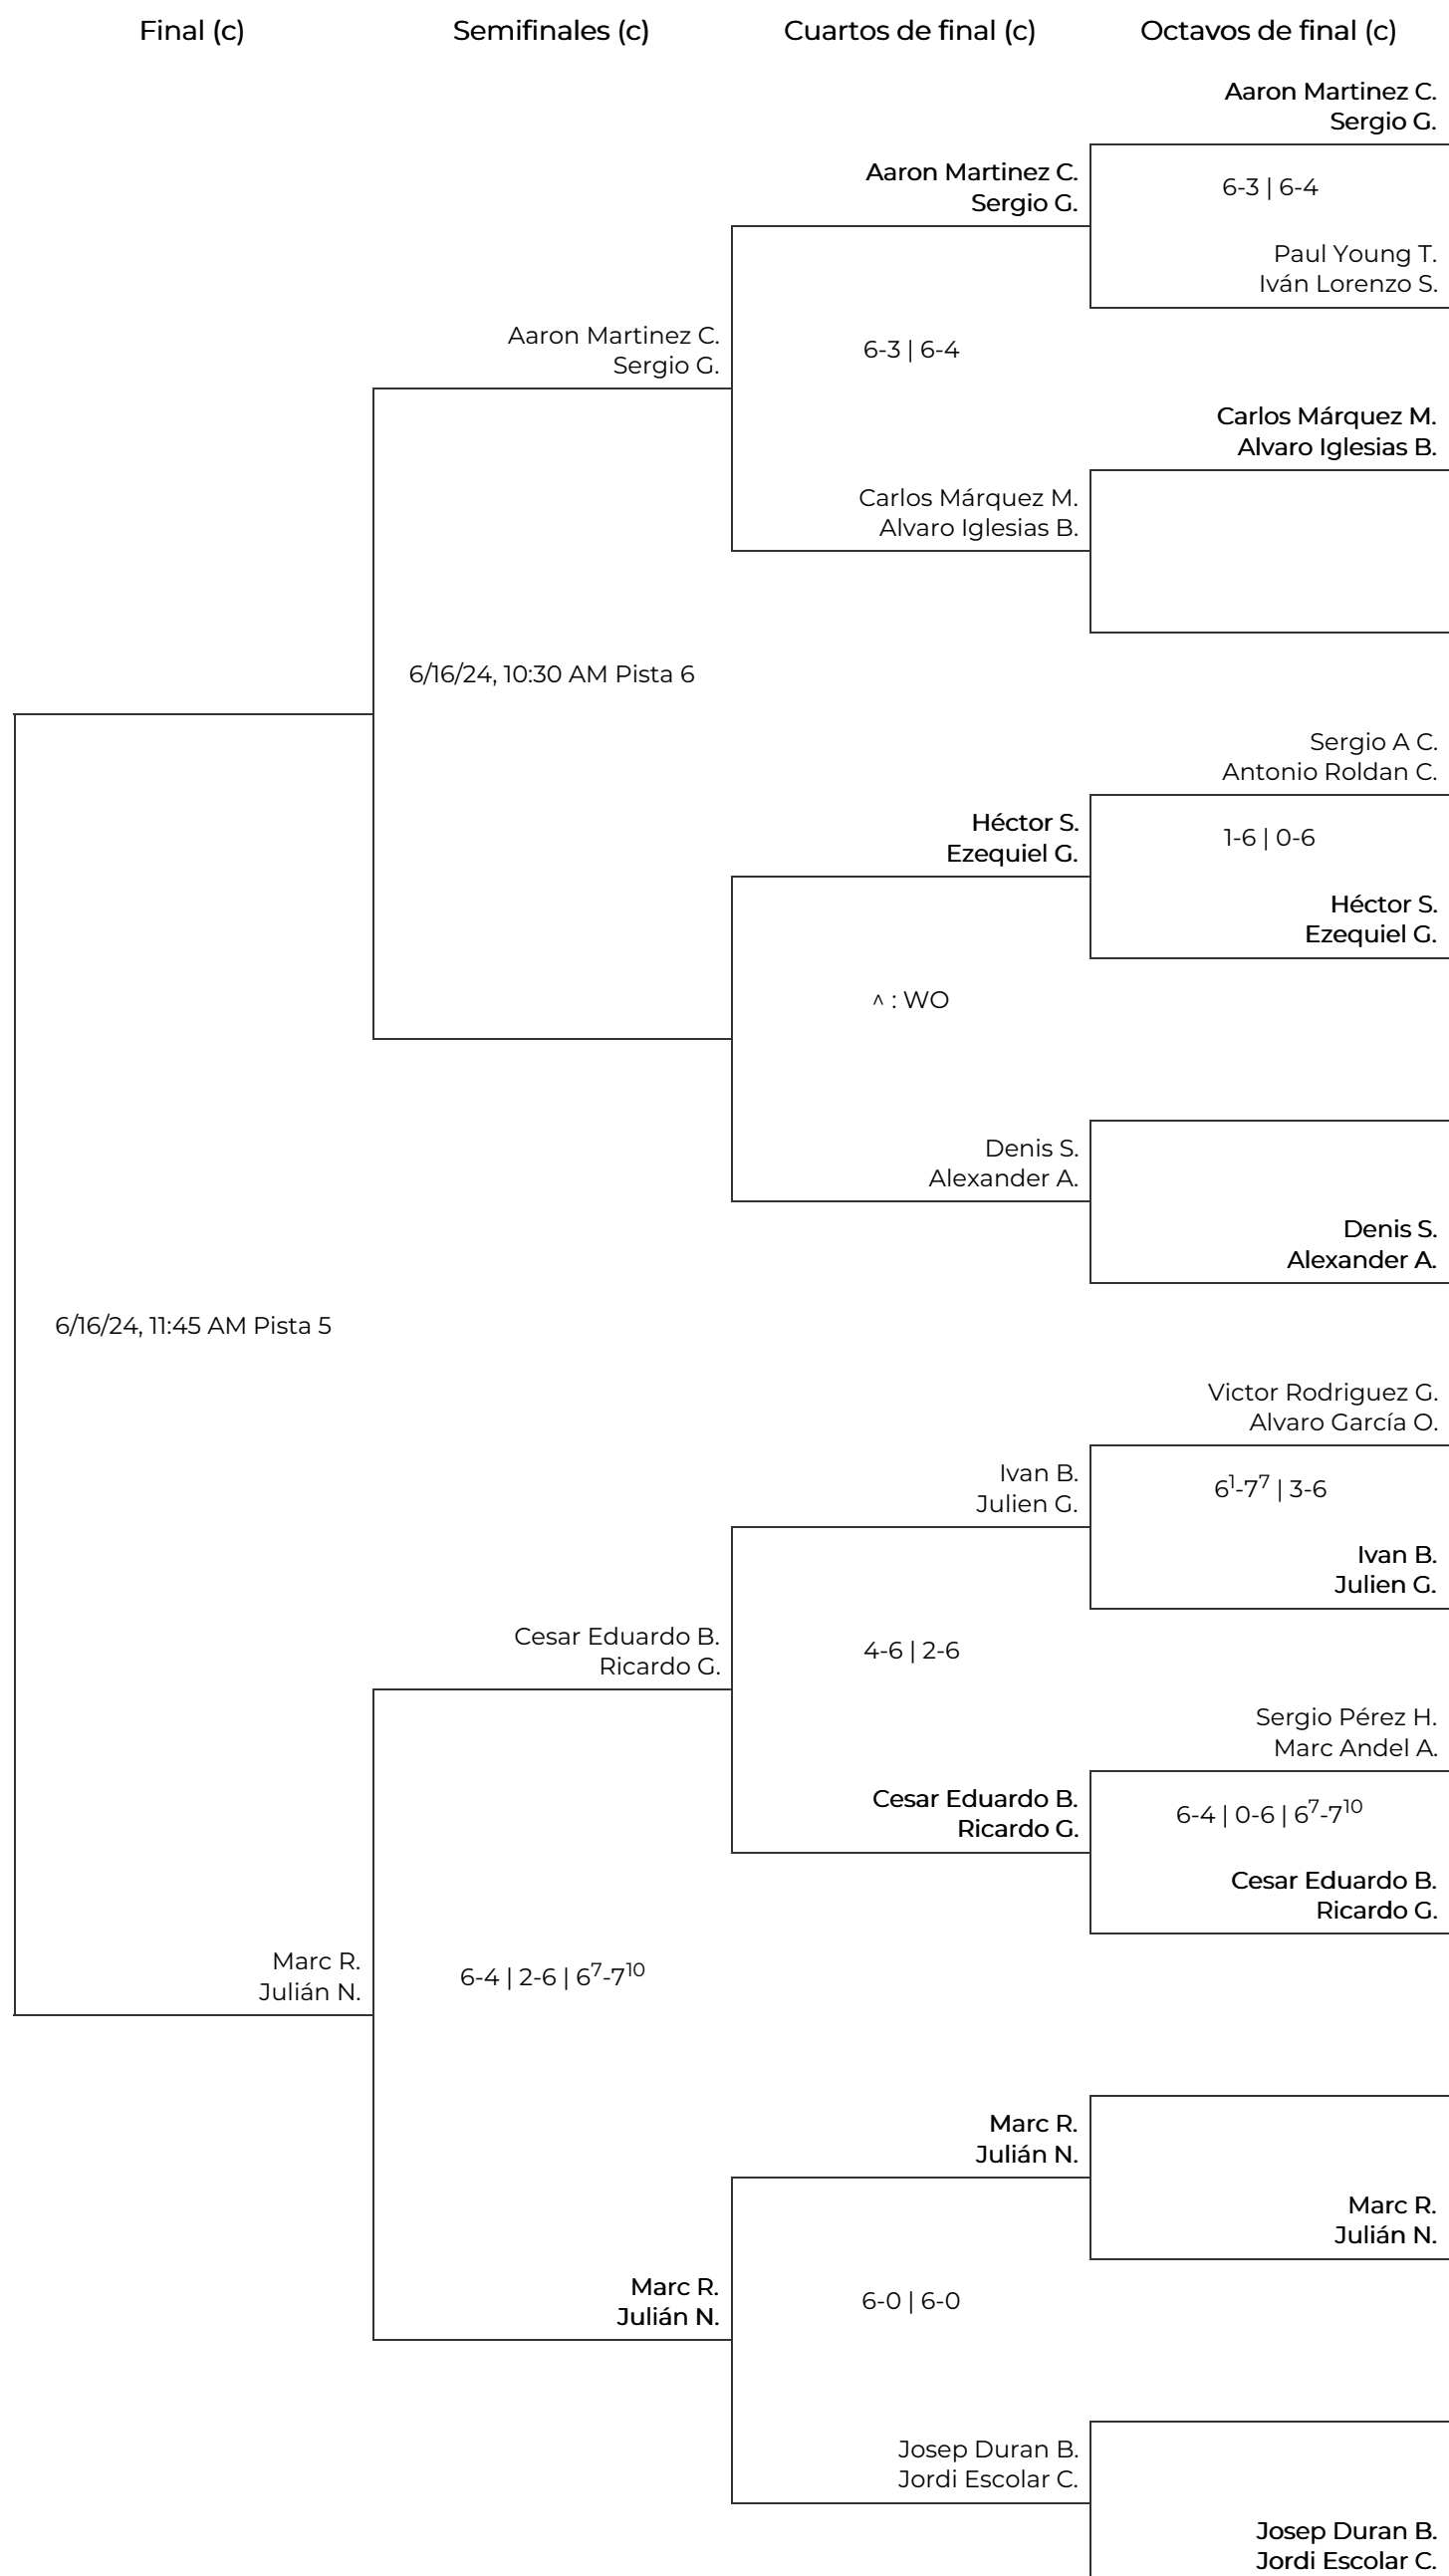 Final (c)
Semifinales (c)
Cuartos de final (c)
Octavos de final (c)
Aaron Martinez C.
Sergio G.
Aaron Martinez C.
Sergio G.
6-3 | 6-4
Paul Young T.
Iván Lorenzo S.
Aaron Martinez C.
Sergio G.
6-3 | 6-4
Carlos Márquez M.
Alvaro Iglesias B.
Carlos Márquez M.
Alvaro Iglesias B.
6/16/24, 10:30 AM Pista 6
Sergio A C.
Antonio Roldan C.
Héctor S.
Ezequiel G.
1-6 | 0-6
Héctor S.
Ezequiel G.
^ : WO
Denis S.
Alexander A.
Denis S.
Alexander A.
6/16/24, 11:45 AM Pista 5
Victor Rodriguez G.
Alvaro García O.
Ivan B.
Julien G.
6¹-7⁷ | 3-6
Ivan B.
Julien G.
Cesar Eduardo B.
Ricardo G.
4-6 | 2-6
Sergio Pérez H.
Marc Andel A.
Cesar Eduardo B.
Ricardo G.
6-4 | 0-6 | 6⁷-7¹⁰
Cesar Eduardo B.
Ricardo G.
Marc R.
Julián N.
6-4 | 2-6 | 6⁷-7¹⁰
Marc R.
Julián N.
Marc R.
Julián N.
Marc R.
Julián N.
6-0 | 6-0
Josep Duran B.
Jordi Escolar C.
Josep Duran B.
Jordi Escolar C.